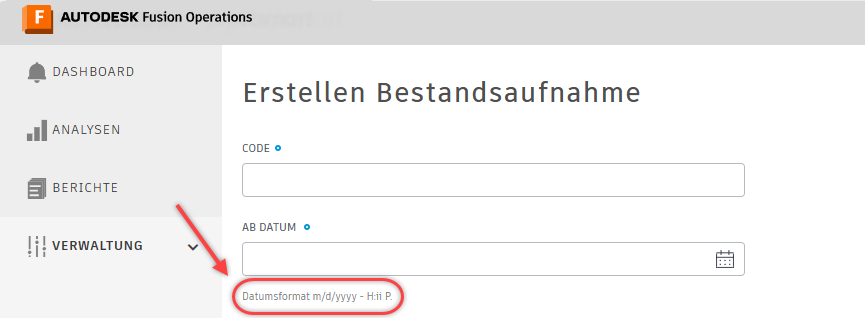 F AUTODESK Fusion Operations
DASHBOARD
ANALYSEN
BERICHTE
VERWALTUNG
Erstellen Bestandsaufnahme
CODE
AB DATUM
Datumsformat m/d/yyyy - H:ii P.